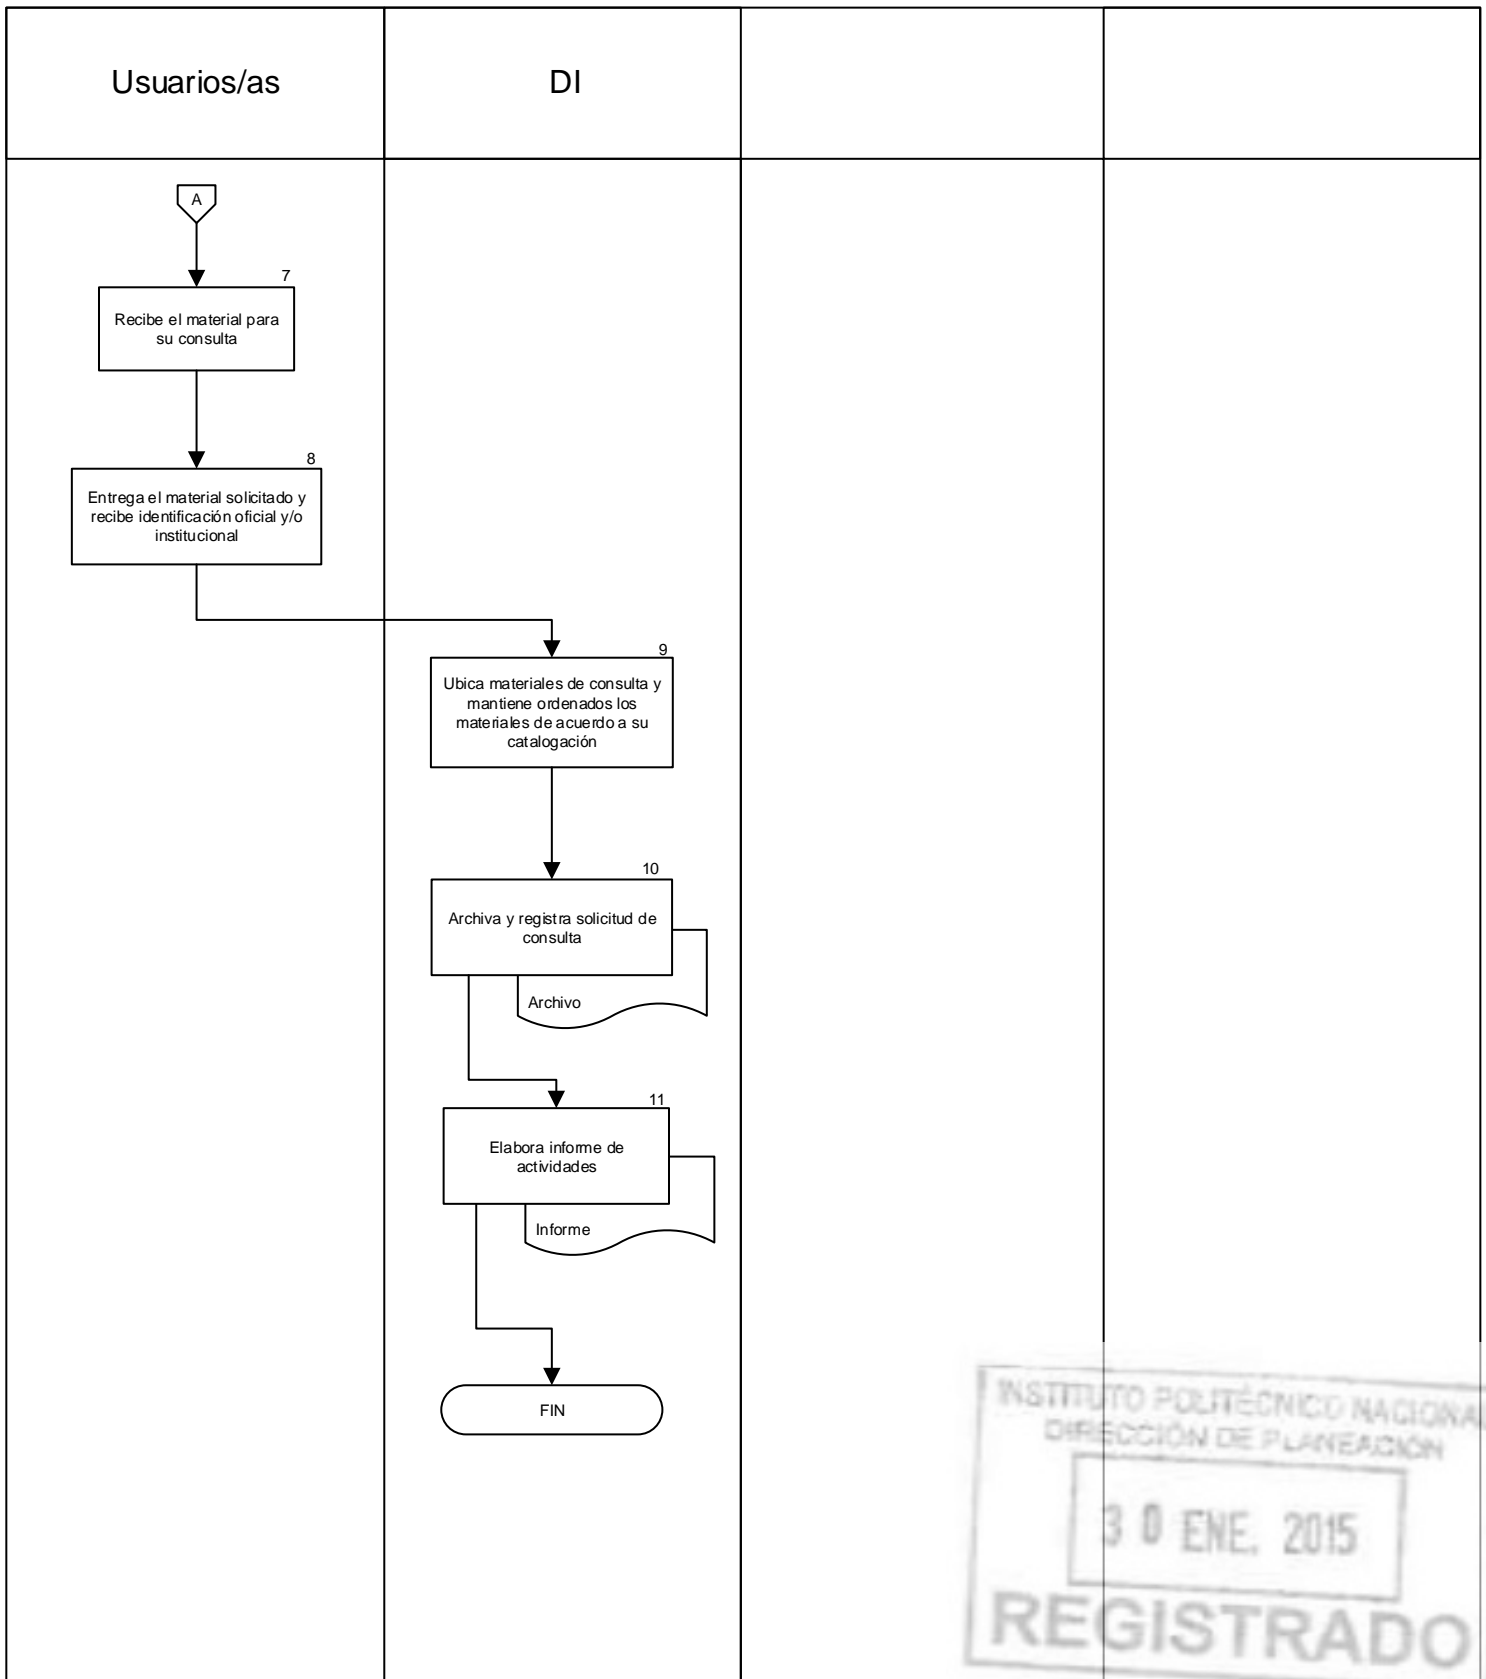 Usuarios/as
DI
A
7
Recibe el material para
su consulta
8
Entrega el material solicitado y
recibe identificación oficial y/o
institucional
9
Ubica materiales de consulta y
mantiene ordenados los
materiales de acuerdo a su
catalogación
10
Archiva y registra solicitud de
consulta
Archivo
11
Elabora informe de
actividades
Informe
FIN
INSTITUTO POLITÉCNICO NACIONAL
DIRECCIÓN DE PLANEACIÓN
30 ENE. 2015
REGISTRADO